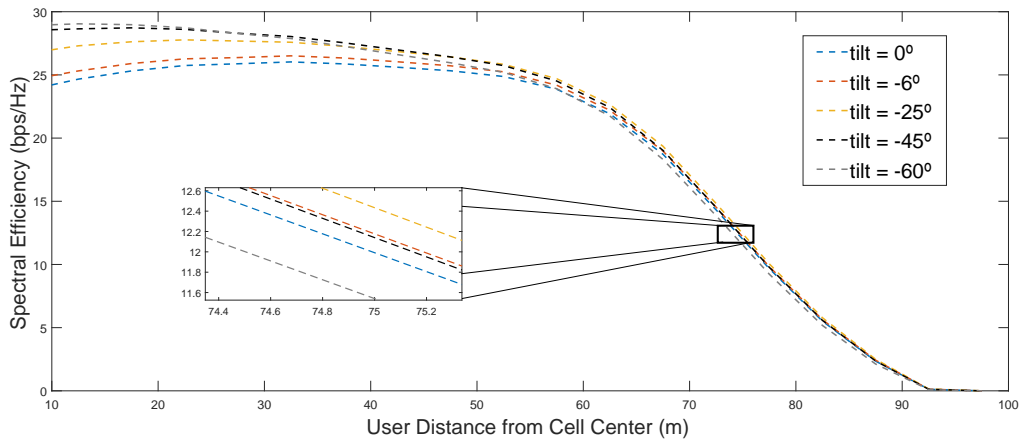 30
25
20
15
10
5
0
Spectral Efficiency (bps/Hz)
tilt = 0º
tilt = -6º
tilt = -25º
tilt = -45º
tilt = -60º
12.6
12.4
12.2
12
11.8
11.6
74.4 74.6 74.8 75 75.2
10 20 30 40 50 60 70 80 90 100
User Distance from Cell Center (m)